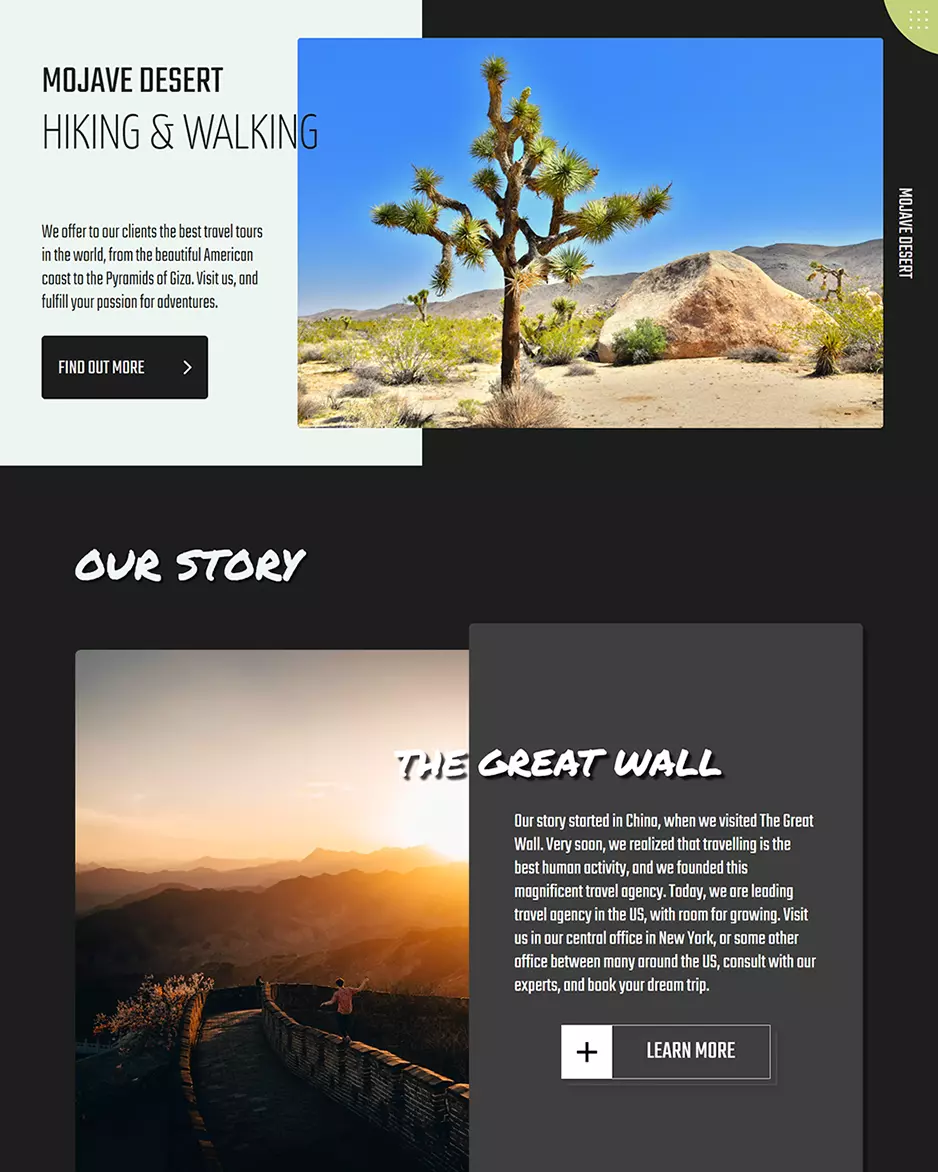 MOJAVE DESERT
HIKING & WALKING
We offer to our clients the best travel tours
in the world, from the beautiful American
coast to the Pyramids of Giza. Visit us, and
fulfill your passion for adventures.
FIND OUT MORE
MOJAVE DESERT
OUR STORY
THE GREAT WALL
Our story started in China, when we visited The Great
Wall. Very soon, we realized that travelling is the
best human activity, and we founded this
magnificent travel agency. Today, we are leading
travel agency in the US, with room for growing. Visit
us in our central office in New York, or some other
office between many around the US, consult with our
experts, and book your dream trip.
LEARN MORE